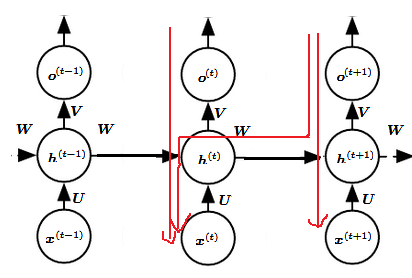 o^(t−1) o^(t) o^(t+1)
V V V
W W W W
h^(t−1) h^(t) h^(t+1)
U U U
x^(t−1) x^(t) x^(t+1)